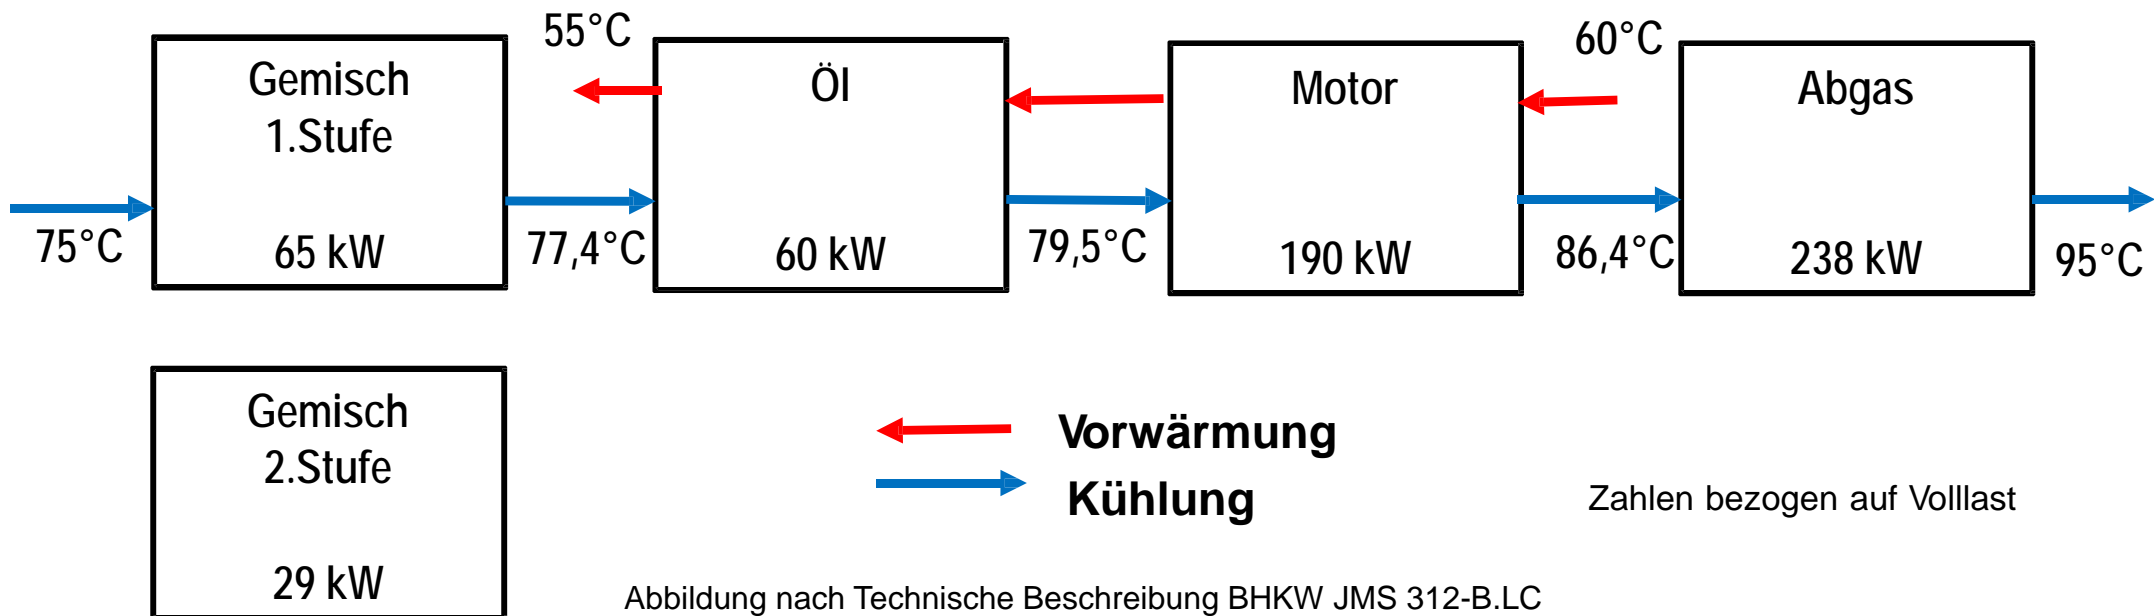 55°C
60°C
Gemisch
1.Stufe
65 kW
Öl
60 kW
Motor
190 kW
Abgas
238 kW
75°C
77,4°C
79,5°C
86,4°C
95°C
Gemisch
2.Stufe
29 kW
Vorwärmung
Kühlung
Zahlen bezogen auf Volllast
Abbildung nach Technische Beschreibung BHKW JMS 312-B.LC